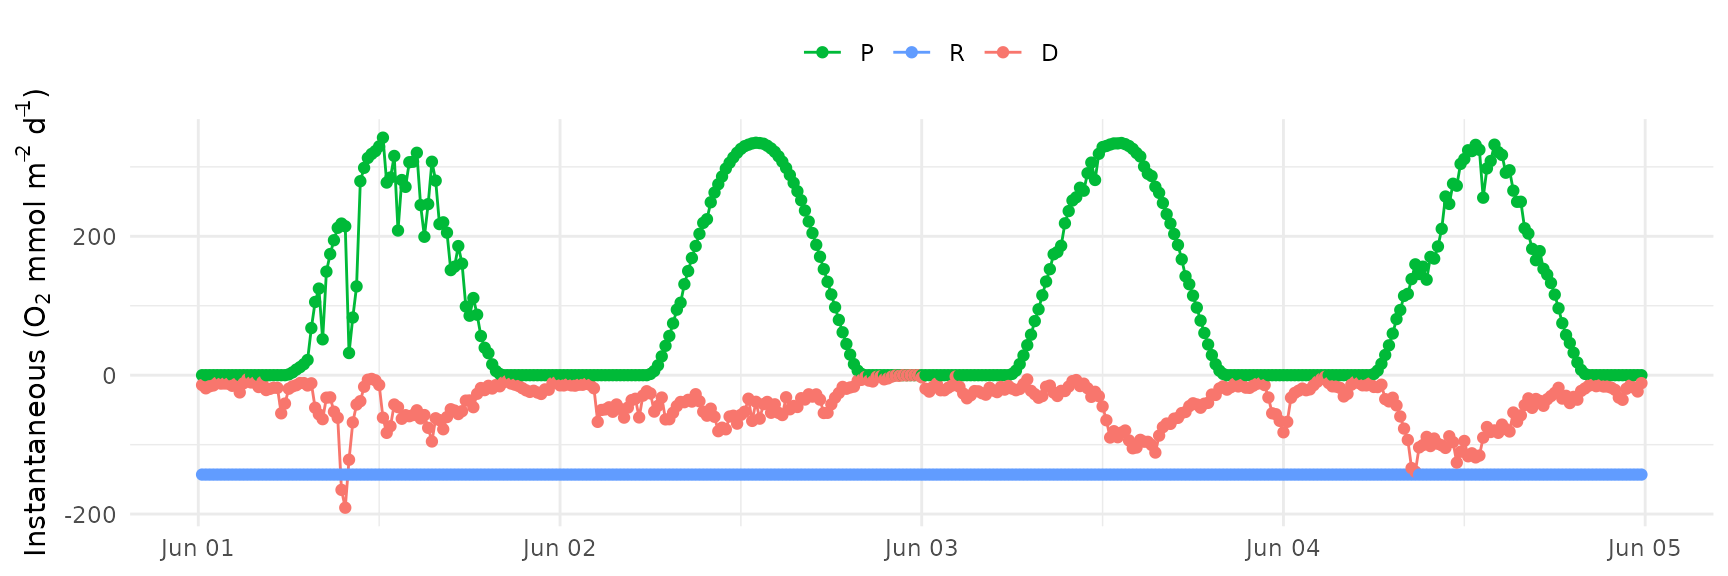 P R D
Instantaneous (O₂ mmol m⁻² d⁻¹)
200
0
-200
Jun 01 Jun 02 Jun 03 Jun 04 Jun 05